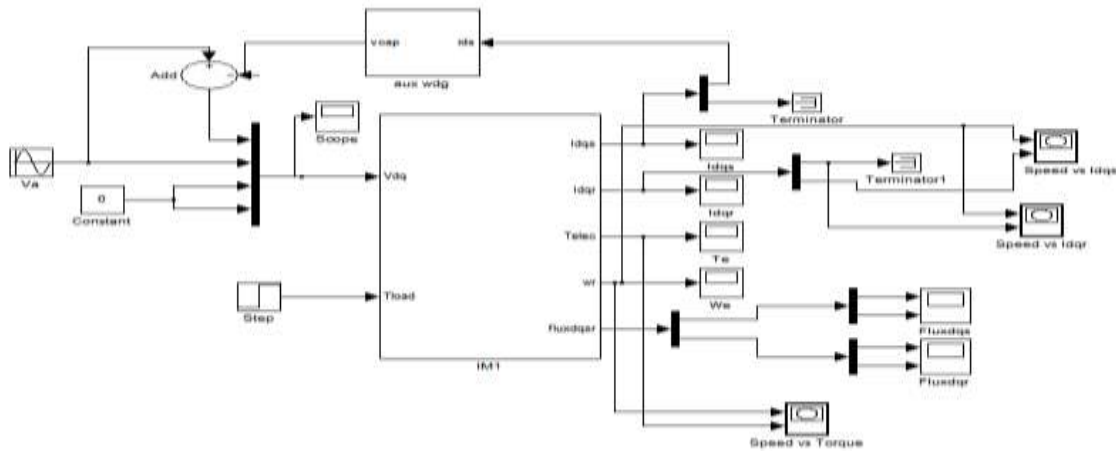 vcap
ids
aux wdg
Add
Terminator
Scope
Idqs
Idqs
Speed vs Idqs
Va
Vdq
Terminator1
0
Constant
Idqr
Idqr
Speed vs Idqr
Telec
Te
wr
We
Step
Tload
fluxdqsr
Fluxdqs
IM1
Fluxdqr
Speed vs Torque